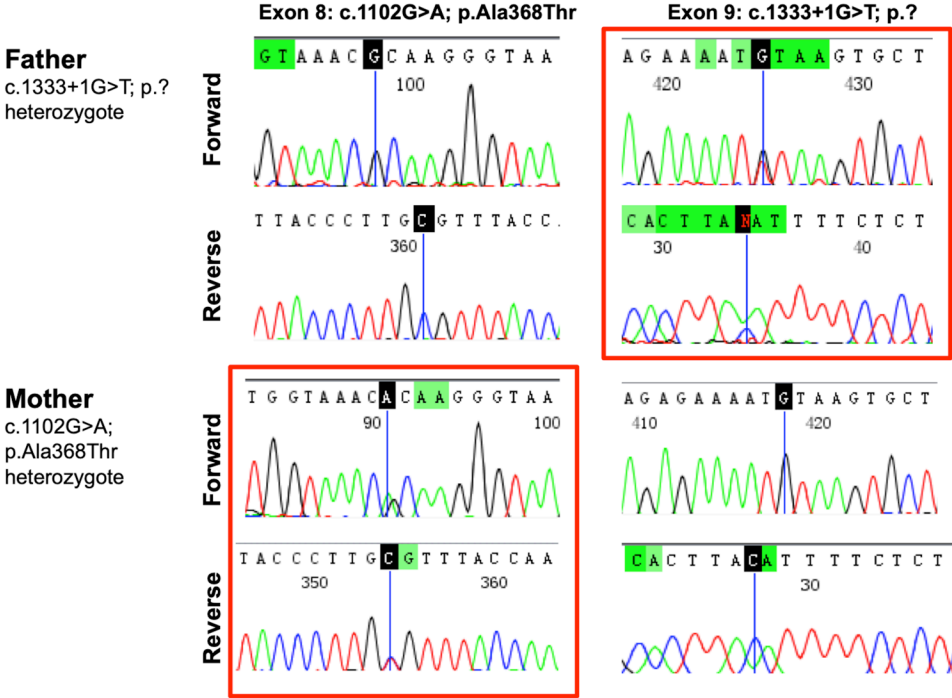 Exon 8: c.1102G>A; p.Ala368Thr
Exon 9: c.1333+1G>T; p.?
Father
c.1333+1G>T; p.?
heterozygote
Forward
G T A A A C G C A A G G G T A A
100
A G A A A A T G T A A G T G C T
420 430
Reverse
T T A C C C T T G C G T T T A C C .
360
C A C T T A N A T T T T C T C T
30 40
Mother
c.1102G>A;
p.Ala368Thr
heterozygote
Forward
T G G T A A A C A C A A G G G T A A
90 100
A G A G A A A A T G T A A G T G C T
410 420
Reverse
T A C C C T T G C G T T T A C C A A
350 360
C A C T T A C A T T T T C T C T
30